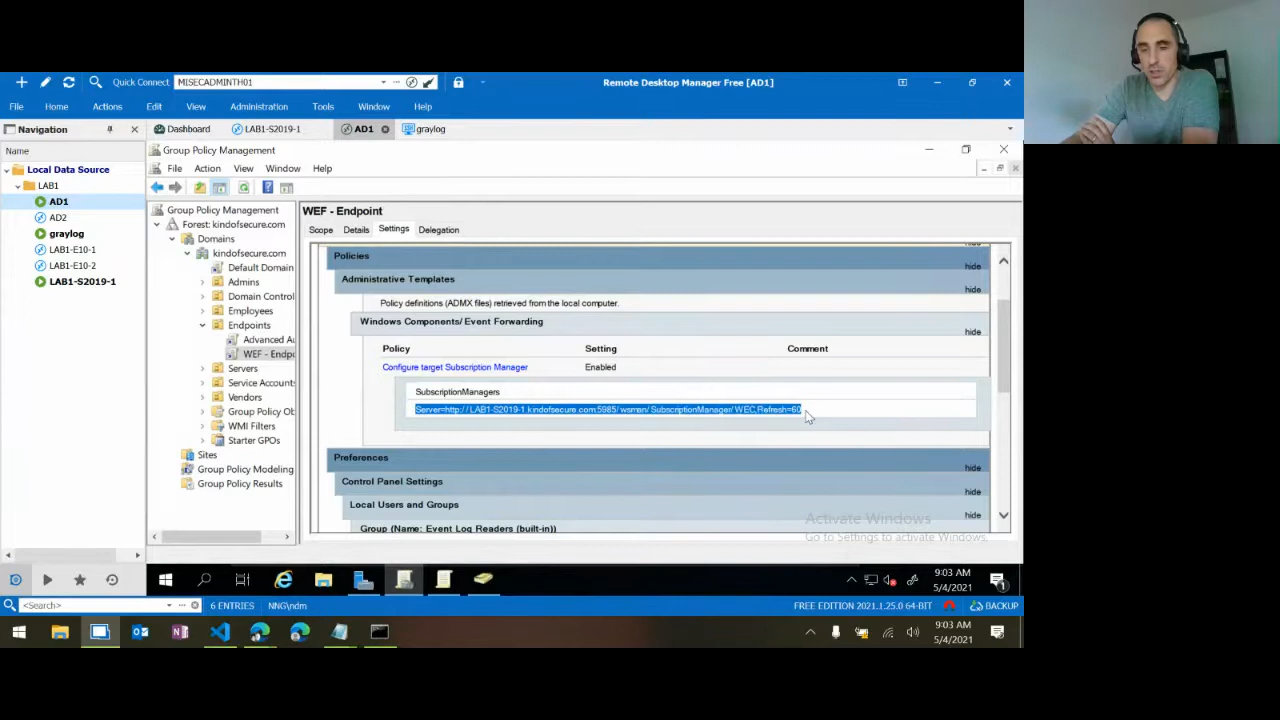 Quick Connect MISECADMINTH01
Remote Desktop Manager Free [AD1]
File Home Actions Edit View Administration Tools Window Help
Navigation
Dashboard LAB1-S2019-1 AD1 graylog
Name
Local Data Source
LAB1
AD1
AD2
graylog
LAB1-E10-1
LAB1-E10-2
LAB1-S2019-1
Group Policy Management
File Action View Window Help
Group Policy Management
Forest: kindofsecure.com
Domains
kindofsecure.com
Default Domain
Admins
Domain Control
Employees
Endpoints
Advanced Au
WEF - Endpo
Servers
Service Accounts
Vendors
Group Policy Ob
WMI Filters
Starter GPOs
Sites
Group Policy Modeling
Group Policy Results
WEF - Endpoint
Scope Details Settings Delegation
hide
Policies
hide
Administrative Templates
hide
Policy definitions (ADMX files) retrieved from the local computer.
Windows Components/Event Forwarding
hide
Policy Setting Comment
Configure target Subscription Manager Enabled
SubscriptionManagers
Server=http://LAB1-S2019-1.kindofsecure.com:5985/wsman/SubscriptionManager/WEC,Refresh=60
Preferences
hide
Control Panel Settings
hide
Local Users and Groups
hide
Group (Name: Event Log Readers (built-in))
Activate Windows
Go to Settings to activate Windows.
9:03 AM
5/4/2021
1
<Search>
6 ENTRIES NNG\ndm
FREE EDITION 2021.1.25.0 64-BIT BACKUP
9:03 AM
5/4/2021